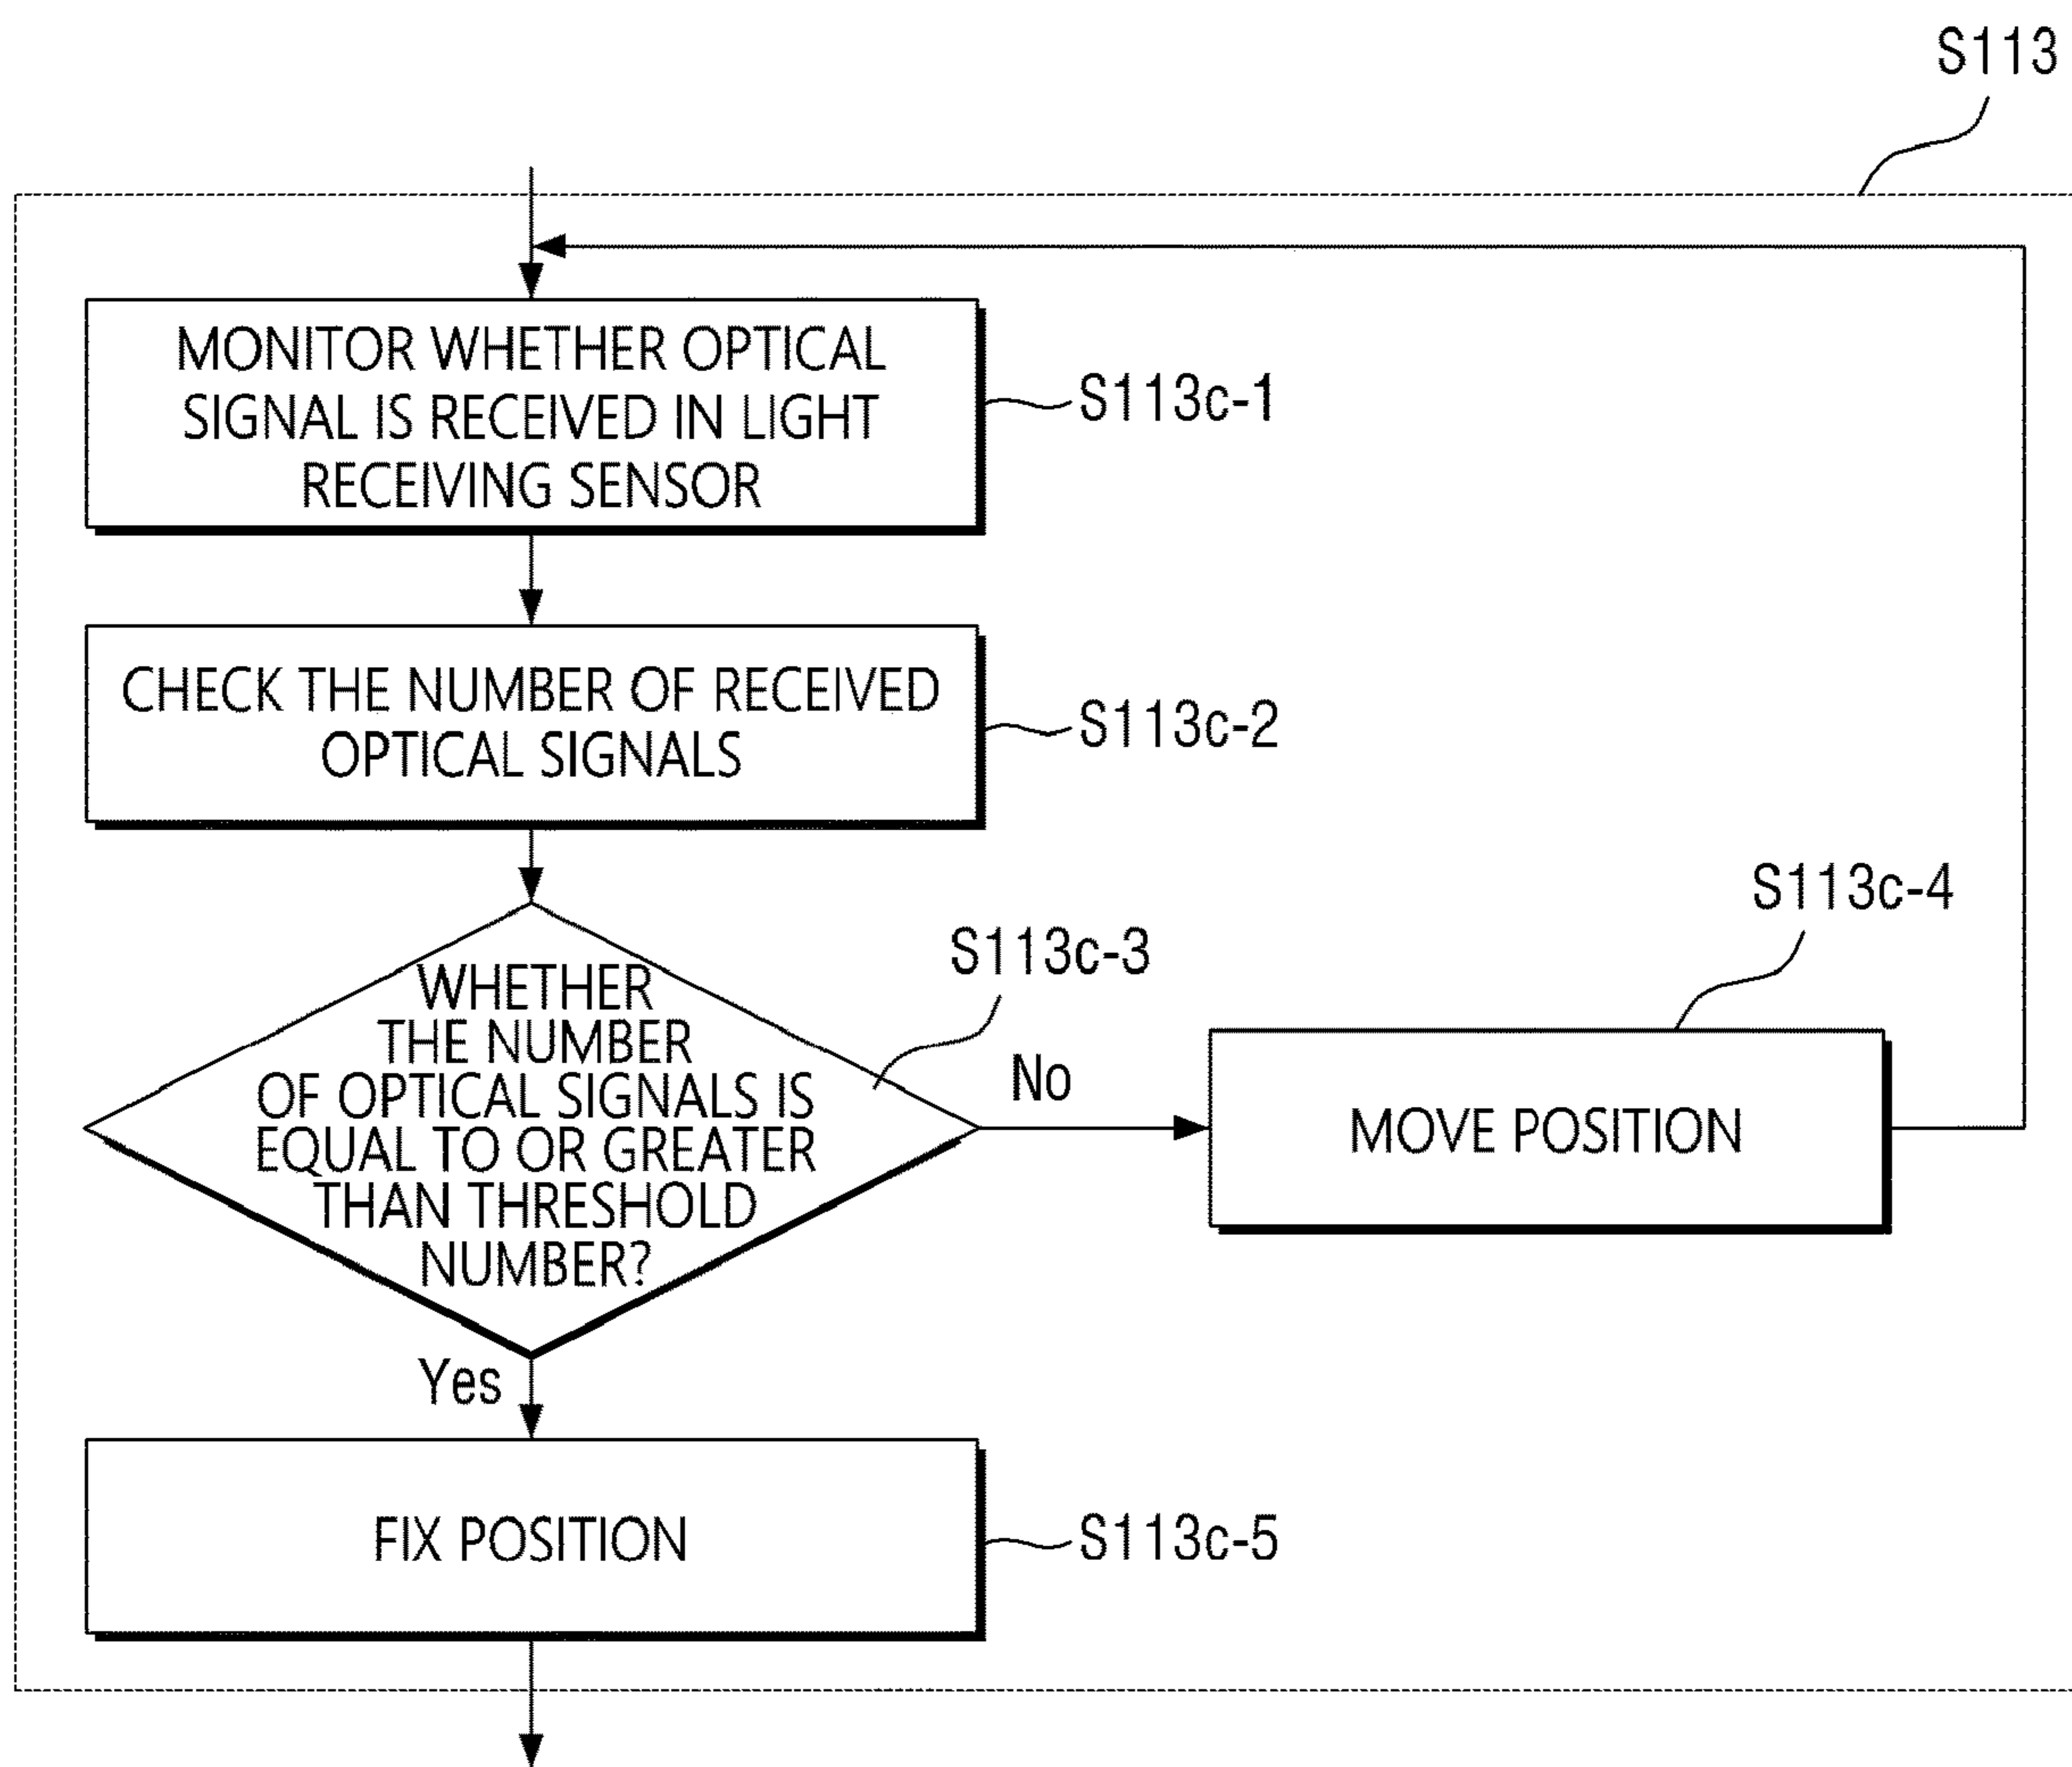 S113
MONITOR WHETHER OPTICAL
SIGNAL IS RECEIVED IN LIGHT
RECEIVING SENSOR
S113c-1
CHECK THE NUMBER OF RECEIVED
OPTICAL SIGNALS
S113c-2
WHETHER
THE NUMBER
OF OPTICAL SIGNALS IS
EQUAL TO OR GREATER
THAN THRESHOLD
NUMBER?
S113c-3
No
S113c-4
MOVE POSITION
Yes
FIX POSITION
S113c-5